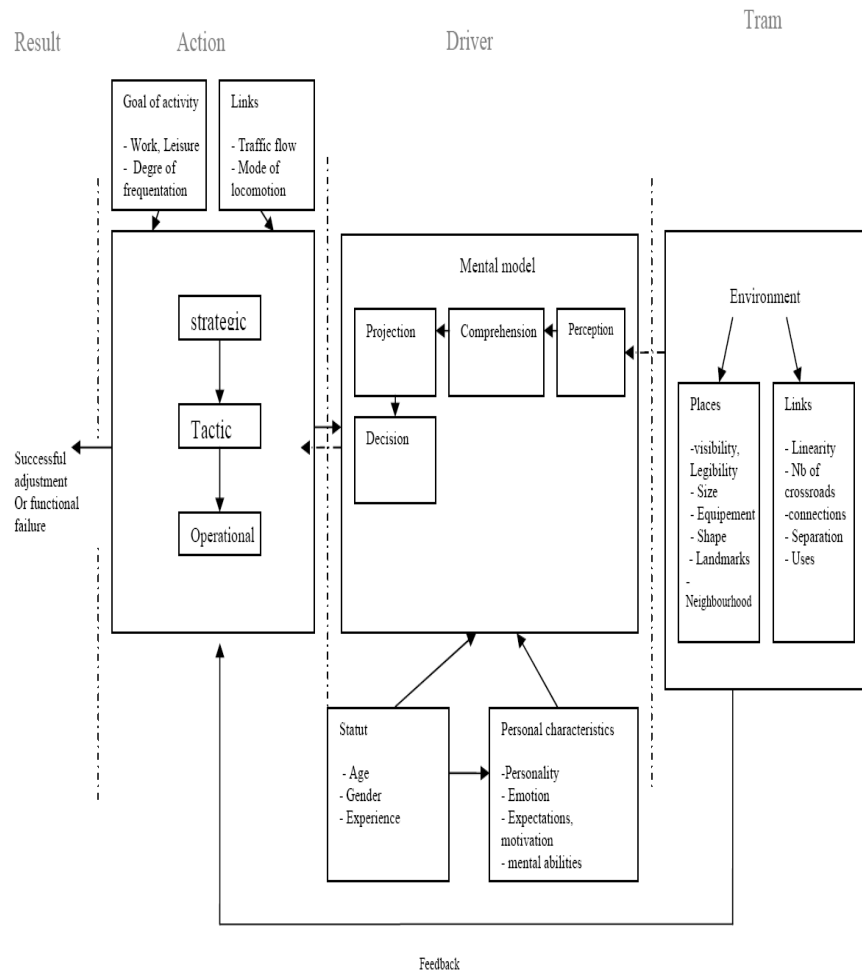 Result
Action
Driver
Tram
Goal of activity
- Work, Leisure
- Degre of
frequentation
Links
- Traffic flow
- Mode of
locomotion
strategic
Tactic
Operational
Successful
adjustment
Or functional
failure
Mental model
Projection
Comprehension
Perception
Decision
Environment
Places
-visibility,
Legibility
- Size
- Equipement
- Shape
- Landmarks
-
Neighbourhood
Links
- Linearity
- Nb of
crossroads
-connections
- Separation
- Uses
Statut
- Age
- Gender
- Experience
Personal characteristics
-Personality
- Emotion
- Expectations,
motivation
- mental abilities
Feedback